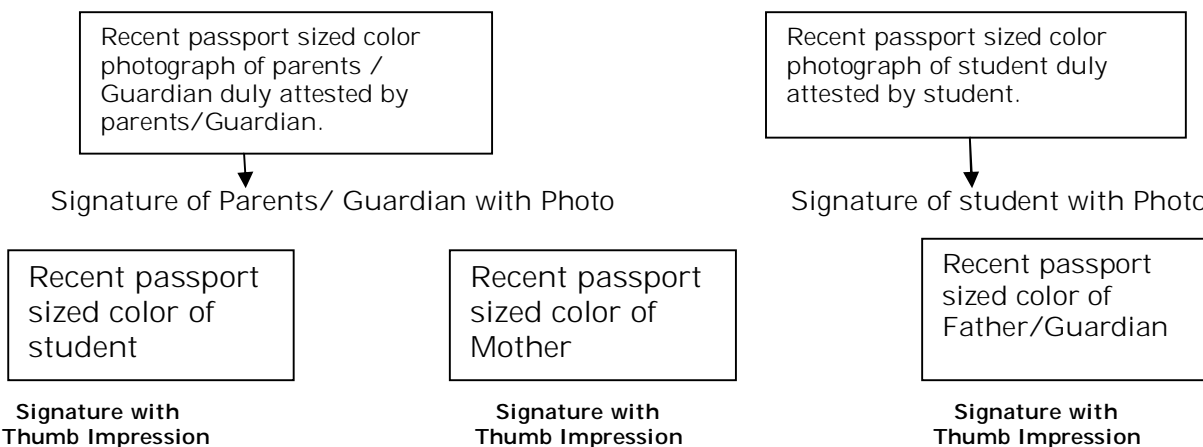 Recent passport sized color
photograph of parents /
Guardian duly attested by
parents/Guardian.
Recent passport sized color
photograph of student duly
attested by student.
Signature of Parents/ Guardian with Photo
Signature of student with Photo
Recent passport
sized color of
student
Recent passport
sized color of
Mother
Recent passport
sized color of
Father/Guardian
Signature with
Thumb Impression
Signature with
Thumb Impression
Signature with
Thumb Impression